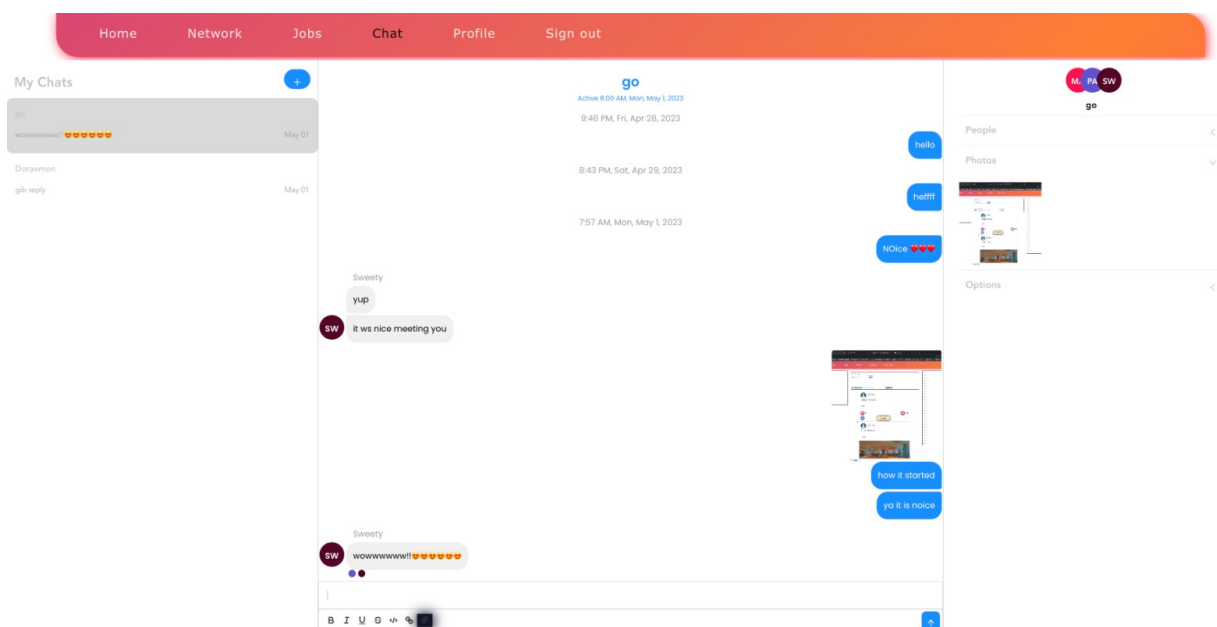 Home Network Jobs Chat Profile Sign out
My Chats
+
go
wowwwwww!!😍😍😍😍😍😍 May 01
Doraemon
gib reply May 01
go
Active 8:00 AM, Mon, May 1, 2023
9:46 PM, Fri, Apr 28, 2023
hello
8:43 PM, Sat, Apr 29, 2023
heffff
7:57 AM, Mon, May 1, 2023
NOice ❤❤❤
Sweety
yup
SW it ws nice meeting you
how it started
ya it is noice
Sweety
SW wowwwwww!!😍😍😍😍😍😍
B I U S </>
PA SW
go
People
Photos
Options